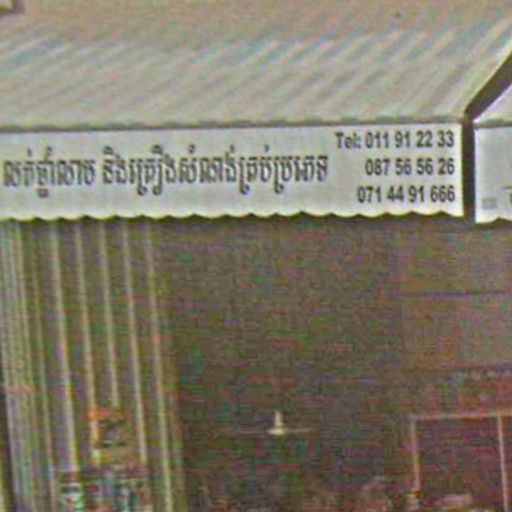 លក់ថ្នាំលាប និងគ្រឿងសំណង់គ្រប់ប្រភេទ
Tel: 011 91 22 33
087 56 56 26
071 44 91 666